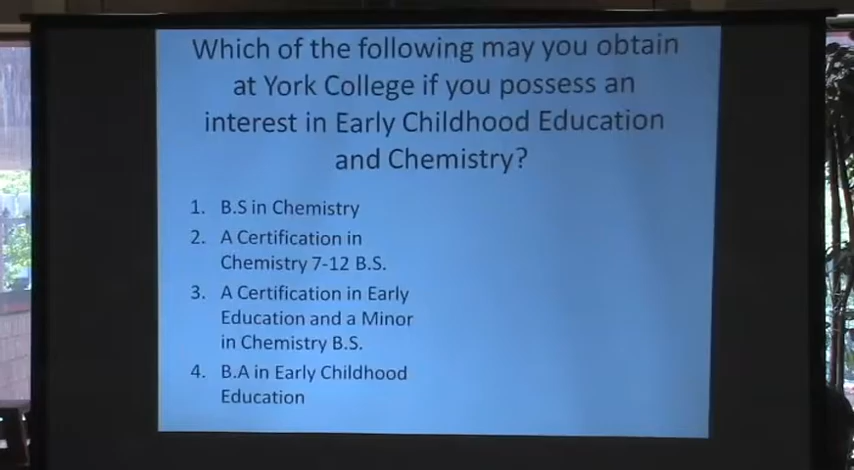 Which of the following may you obtain
at York College if you possess an
interest in Early Childhood Education
and Chemistry?
1. B.S in Chemistry
2. A Certification in
Chemistry 7-12 B.S.
3. A Certification in Early
Education and a Minor
in Chemistry B.S.
4. B.A in Early Childhood
Education